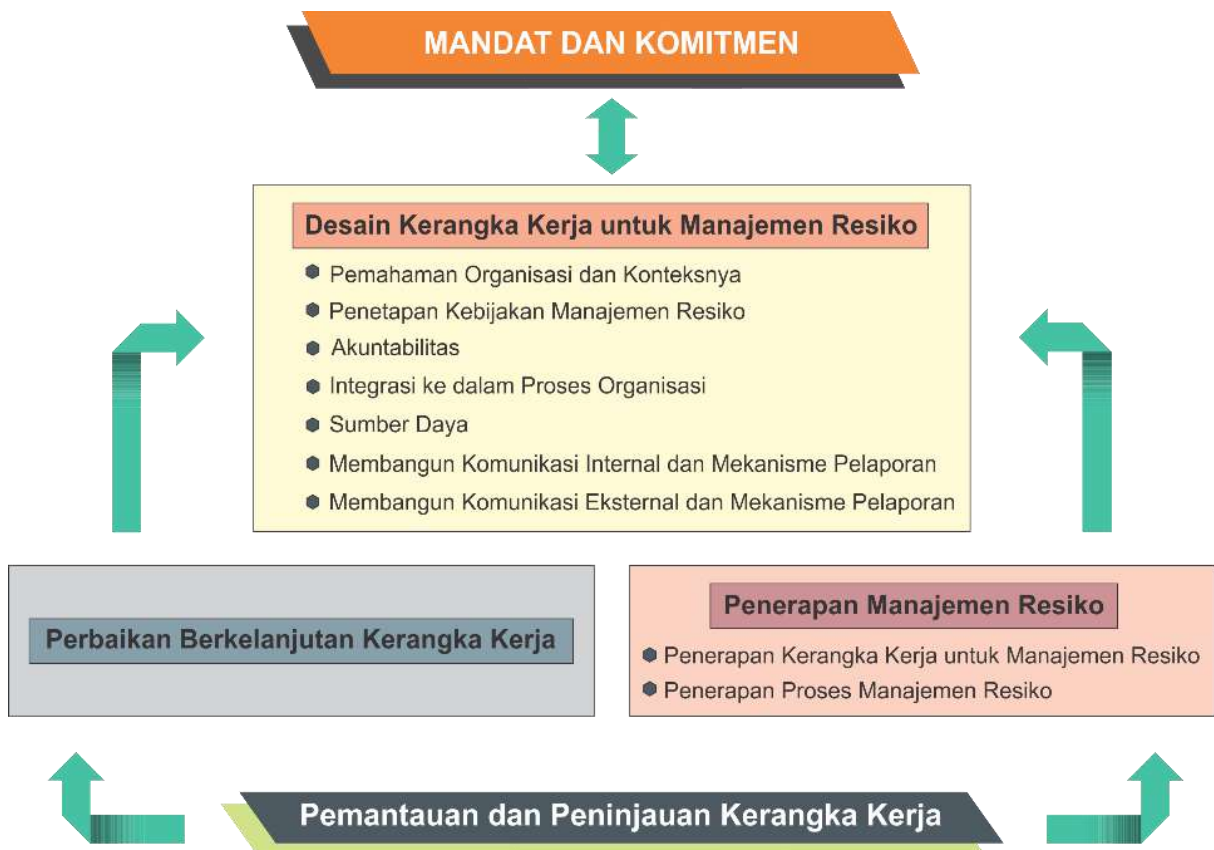 MANDAT DAN KOMITMEN
Desain Kerangka Kerja untuk Manajemen Resiko
Pemahaman Organisasi dan Konteksnya
Penetapan Kebijakan Manajemen Resiko
Akuntabilitas
Integrasi ke dalam Proses Organisasi
Sumber Daya
Membangun Komunikasi Internal dan Mekanisme Pelaporan
Membangun Komunikasi Eksternal dan Mekanisme Pelaporan
Perbaikan Berkelanjutan Kerangka Kerja
Penerapan Manajemen Resiko
Penerapan Kerangka Kerja untuk Manajemen Resiko
Penerapan Proses Manajemen Resiko
Pemantauan dan Peninjauan Kerangka Kerja